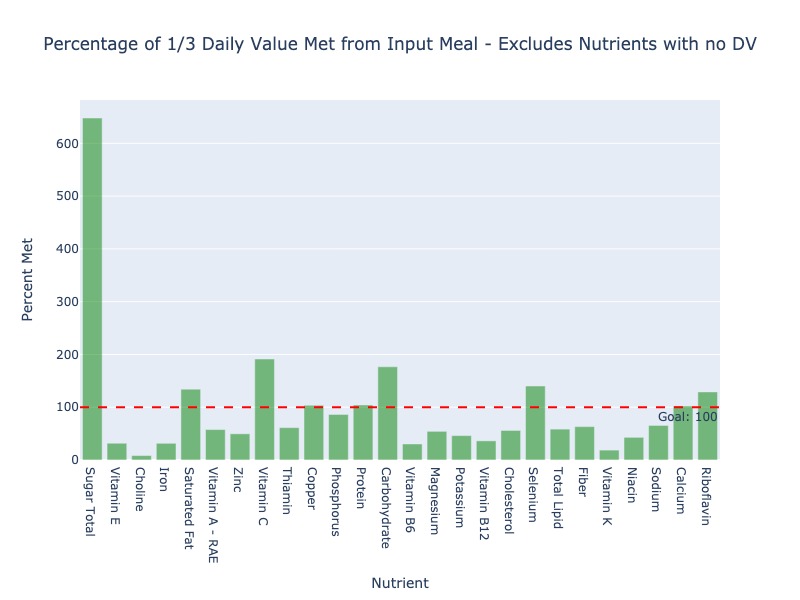 Percentage of 1/3 Daily Value Met from Input Meal - Excludes Nutrients with no DV
Percent Met
600
500
400
300
200
100
0
Goal: 100
Sugar Total
Vitamin E
Choline
Iron
Saturated Fat
Vitamin A - RAE
Zinc
Vitamin C
Thiamin
Copper
Phosphorus
Protein
Carbohydrate
Vitamin B6
Magnesium
Potassium
Vitamin B12
Cholesterol
Selenium
Total Lipid
Fiber
Vitamin K
Niacin
Sodium
Calcium
Riboflavin
Nutrient